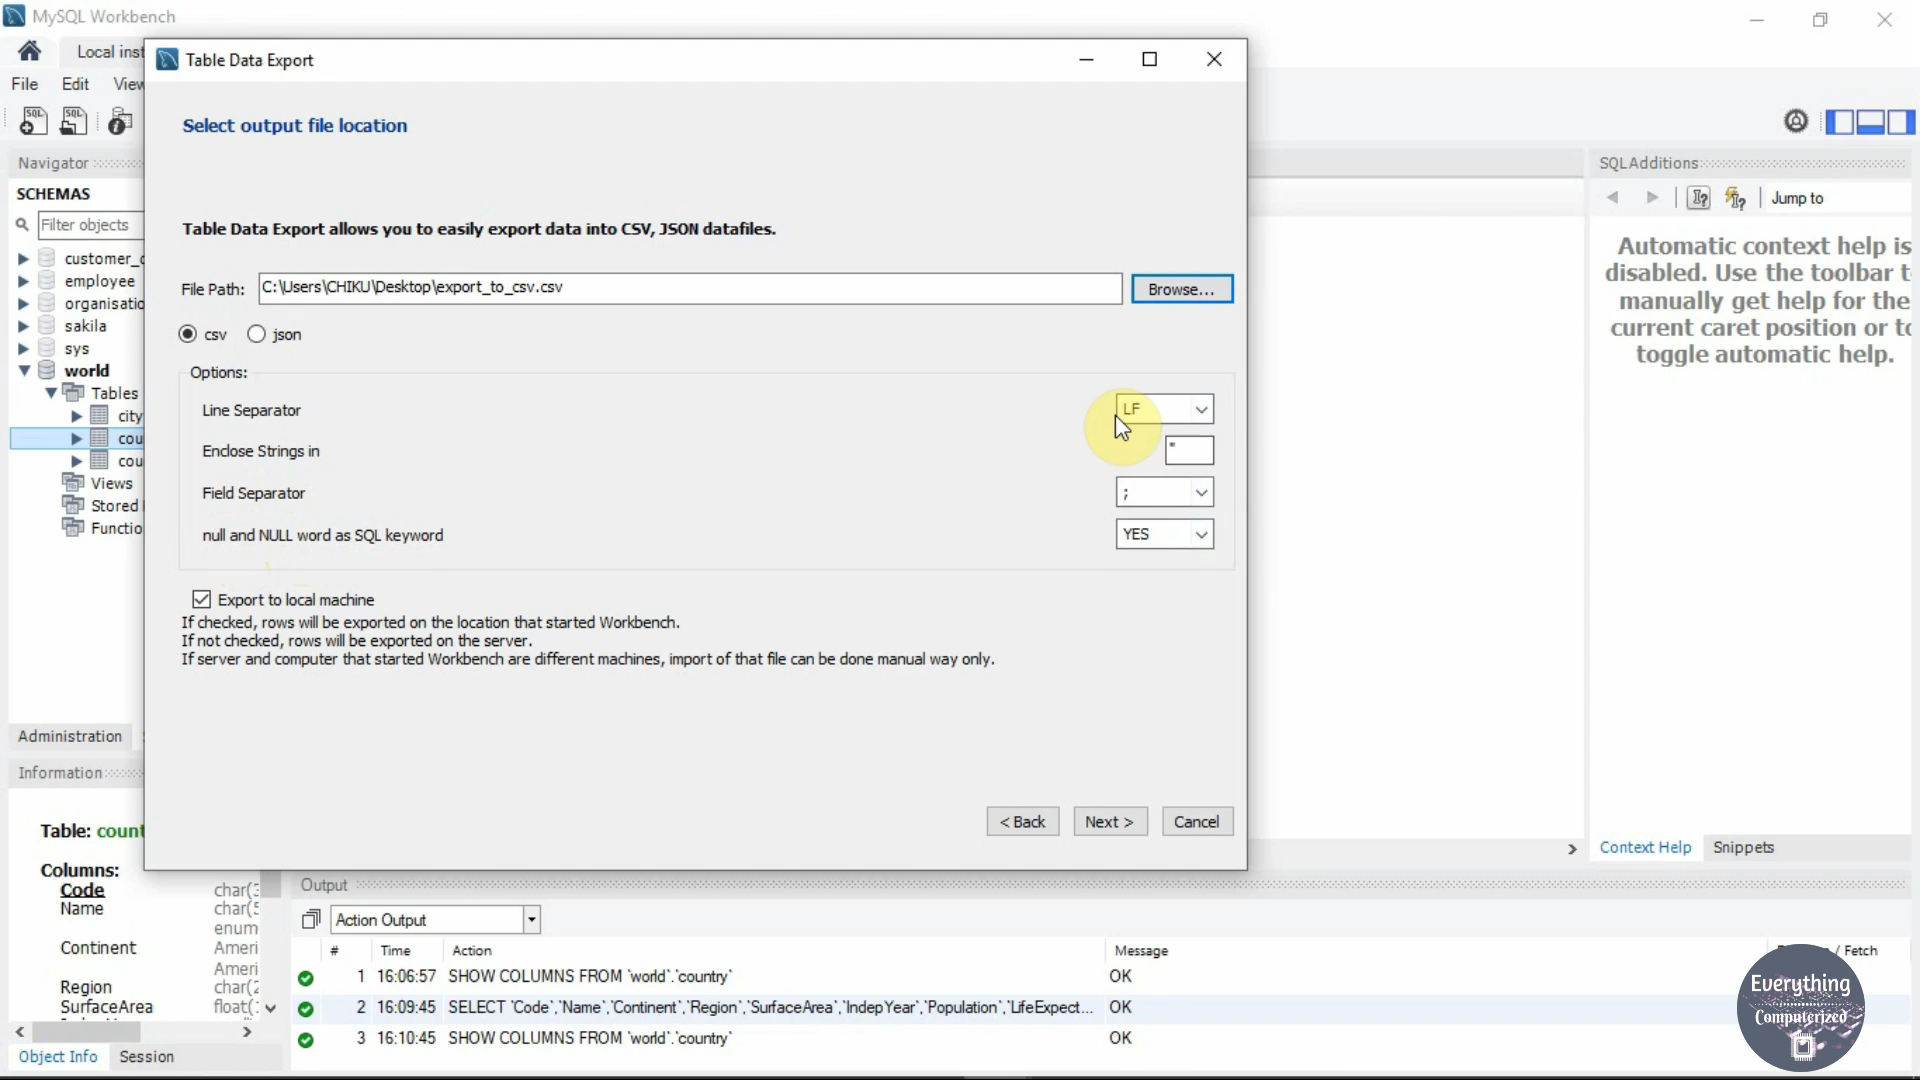 MySQL Workbench
Local inst
File Edit View
Navigator
SCHEMAS
Filter objects
customer_c
employee
organisatio
sakila
sys
world
Tables
city
cou
cou
Views
Stored
Functio
Administration
Information
Table: count
Columns:
Code char(3
Name char(5
enum
Continent Ameri
Ameri
Region char(2
SurfaceArea float(
Object Info Session
Table Data Export
Select output file location
Table Data Export allows you to easily export data into CSV, JSON datafiles.
File Path: C:\Users\CHIKU\Desktop\export_to_csv.csv Browse...
csv json
Options:
Line Separator LF
Enclose Strings in "
Field Separator ;
null and NULL word as SQL keyword YES
Export to local machine
If checked, rows will be exported on the location that started Workbench.
If not checked, rows will be exported on the server.
If server and computer that started Workbench are different machines, import of that file can be done manual way only.
< Back Next > Cancel
SQLAdditions
Jump to
Automatic context help is
disabled. Use the toolbar t
manually get help for the
current caret position or to
toggle automatic help.
Context Help Snippets
Output
Action Output
# Time Action Message / Fetch
1 16:06:57 SHOW COLUMNS FROM `world`.`country` OK
2 16:09:45 SELECT `Code`,`Name`,`Continent`,`Region`,`SurfaceArea`,`IndepYear`,`Population`,`LifeExpect... OK
3 16:10:45 SHOW COLUMNS FROM `world`.`country` OK
Everything
Computerized